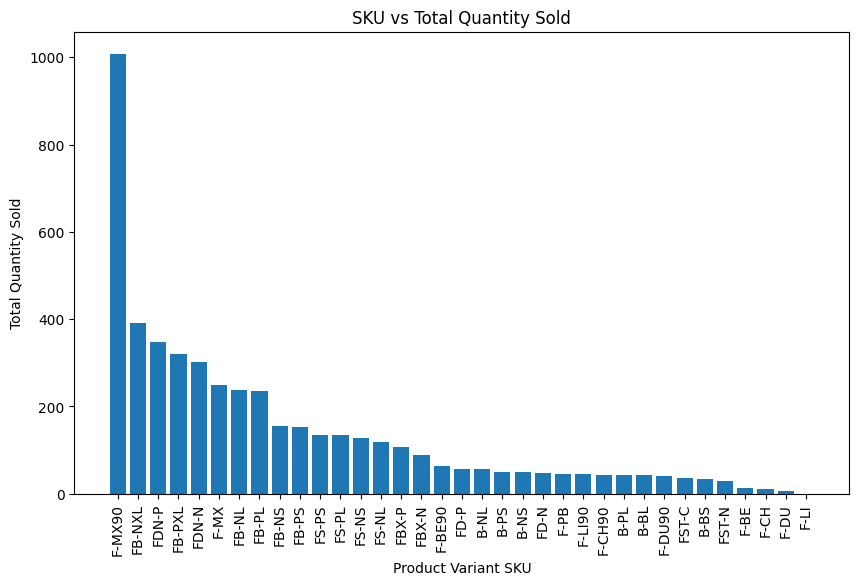 SKU vs Total Quantity Sold
Total Quantity Sold
1000
800
600
400
200
0
F-MX90
FB-NXL
FDN-P
FB-PXL
FDN-N
F-MX
FB-NL
FB-PL
FB-NS
FB-PS
FS-PS
FS-PL
FS-NS
FS-NL
FBX-P
FBX-N
F-BE90
FD-P
B-NL
B-PS
B-NS
FD-N
F-PB
F-LI90
F-CH90
B-PL
B-BL
F-DU90
FST-C
B-BS
FST-N
F-BE
F-CH
F-DU
F-LI
Product Variant SKU